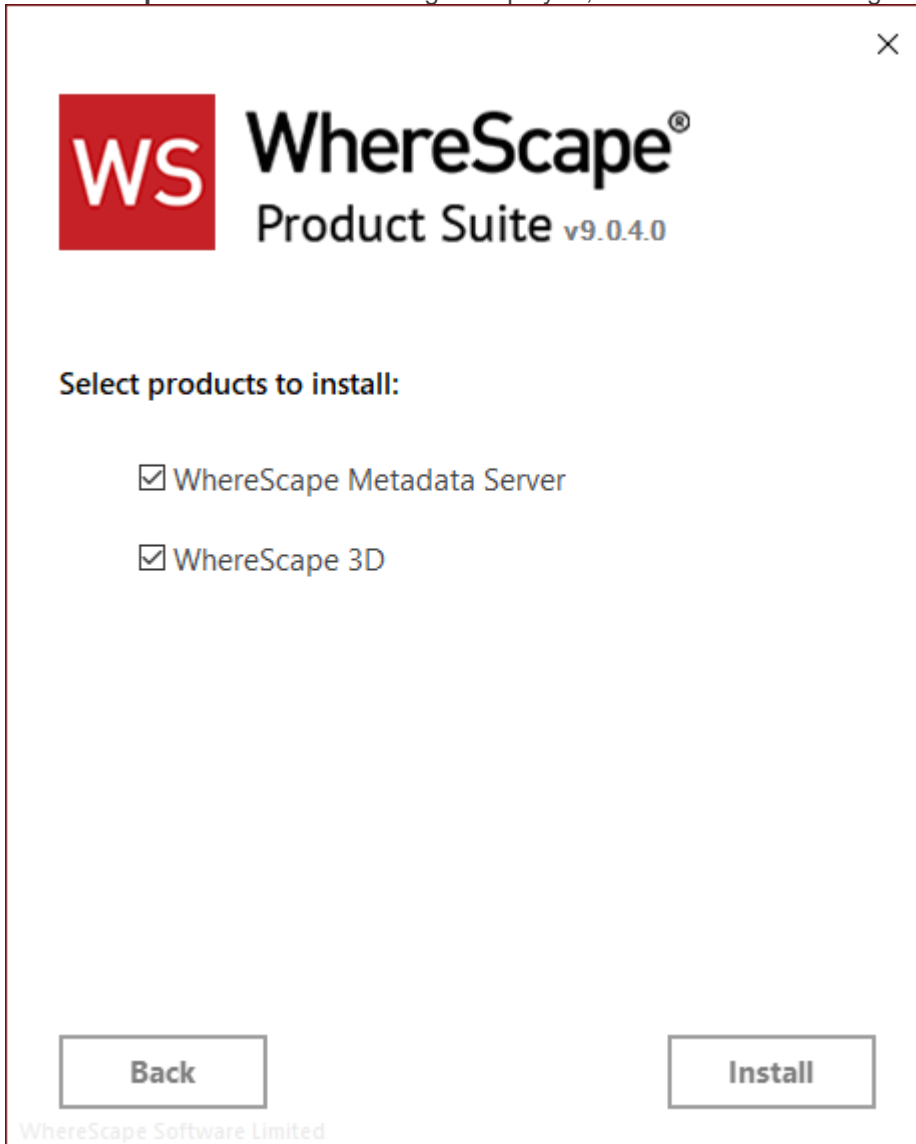 WS WhereScape®
Product Suite v9.0.4.0
Select products to install:
WhereScape Metadata Server
WhereScape 3D
Back Install
WhereScape Software Limited